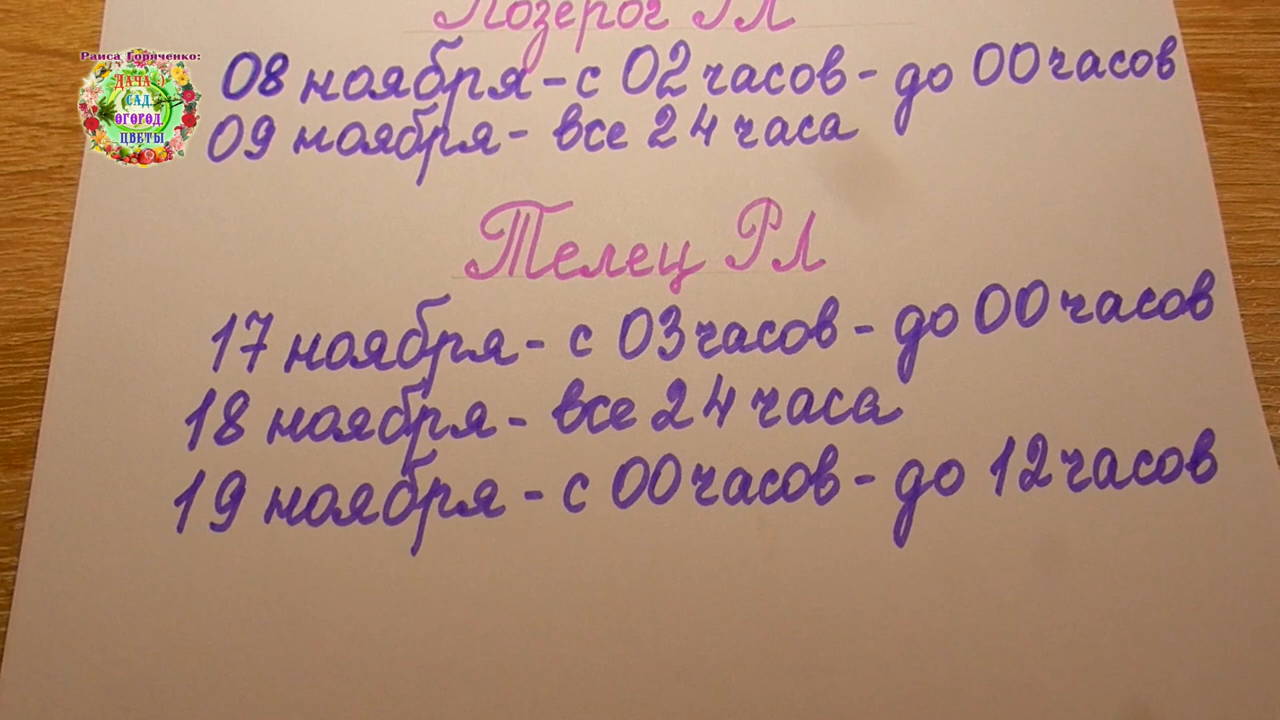 Козерог РЛ
Раиса Горяченко:
ДАЧА
САД
ОГОРОД
ЦВЕТЫ
08 ноября - с 02 часов - до 00 часов
09 ноября - все 24 часа
Телец РЛ
17 ноября - с 03 часов - до 00 часов
18 ноября - все 24 часа
19 ноября - с 00 часов - до 12 часов